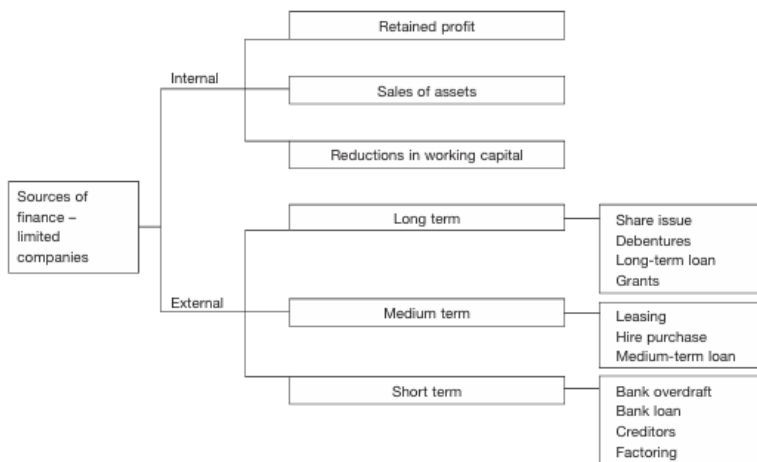 Sources of
finance –
limited
companies
Internal
Retained profit
Sales of assets
Reductions in working capital
External
Long term
Share issue
Debentures
Long-term loan
Grants
Medium term
Leasing
Hire purchase
Medium-term loan
Short term
Bank overdraft
Bank loan
Creditors
Factoring